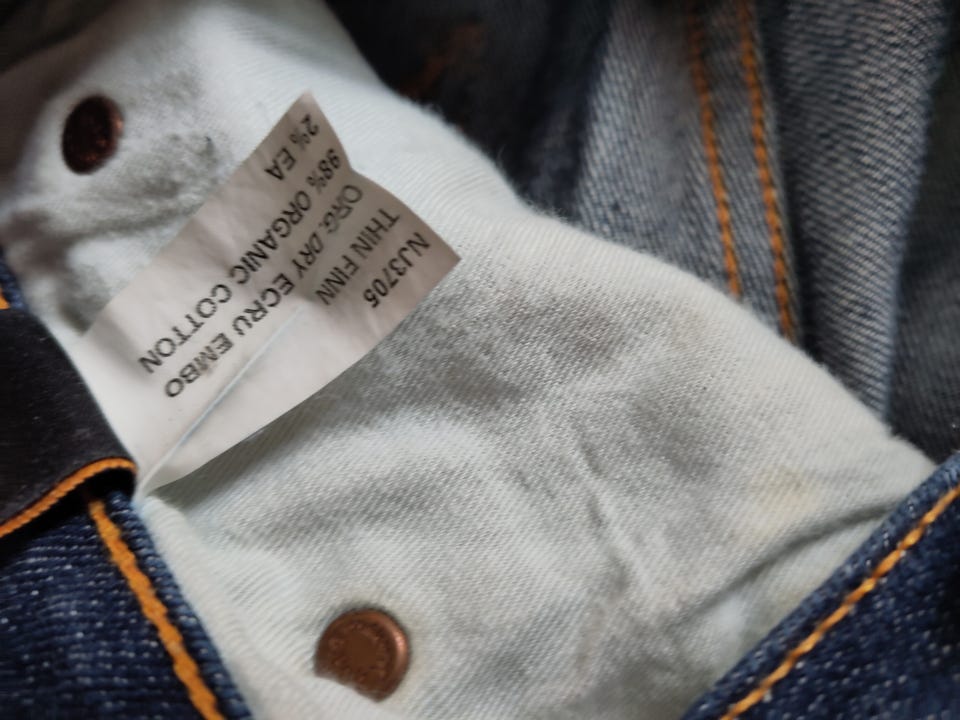 NJ3705
THIN FINN
ORG. DRY ECRU EMBO
98% ORGANIC COTTON
2% EA